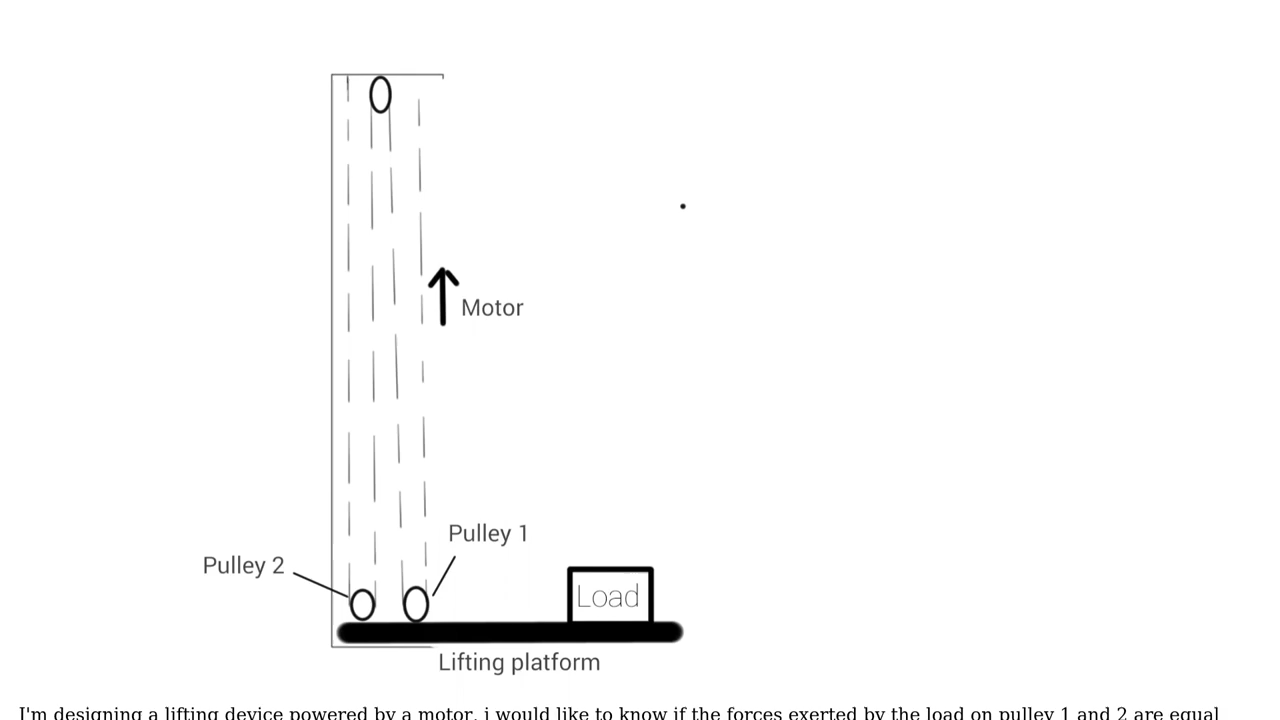 Motor
Pulley 1
Pulley 2
Load
Lifting platform
I'm designing a lifting device powered by a motor. i would like to know if the forces exerted by the load on pulley 1 and 2 are equal